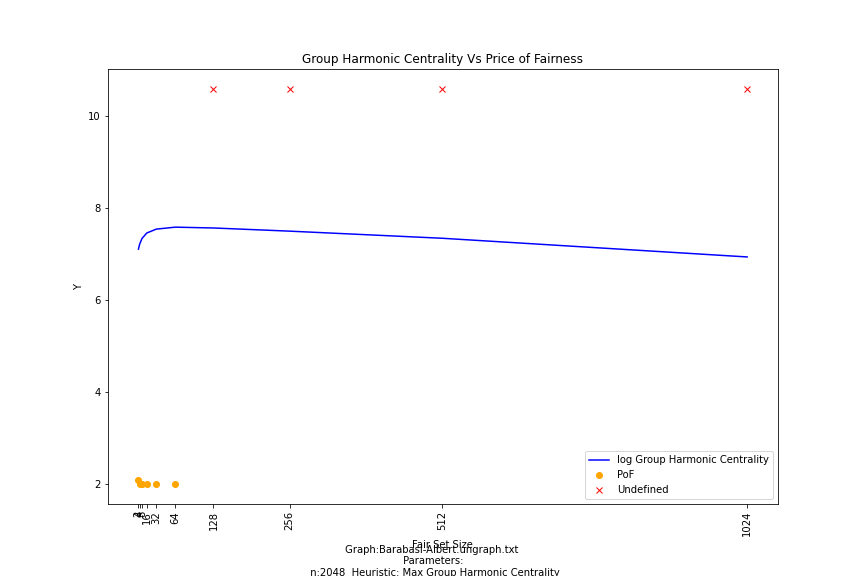 Group Harmonic Centrality Vs Price of Fairness
10
8
6
4
2
Y
log Group Harmonic Centrality
PoF
Undefined
8 16 32 64 128 256 512 1024
Fair Set Size
Graph:Barabasi-Albert.ungraph.txt
Parameters:
n:2048 Heuristic: Max Group Harmonic Centrality